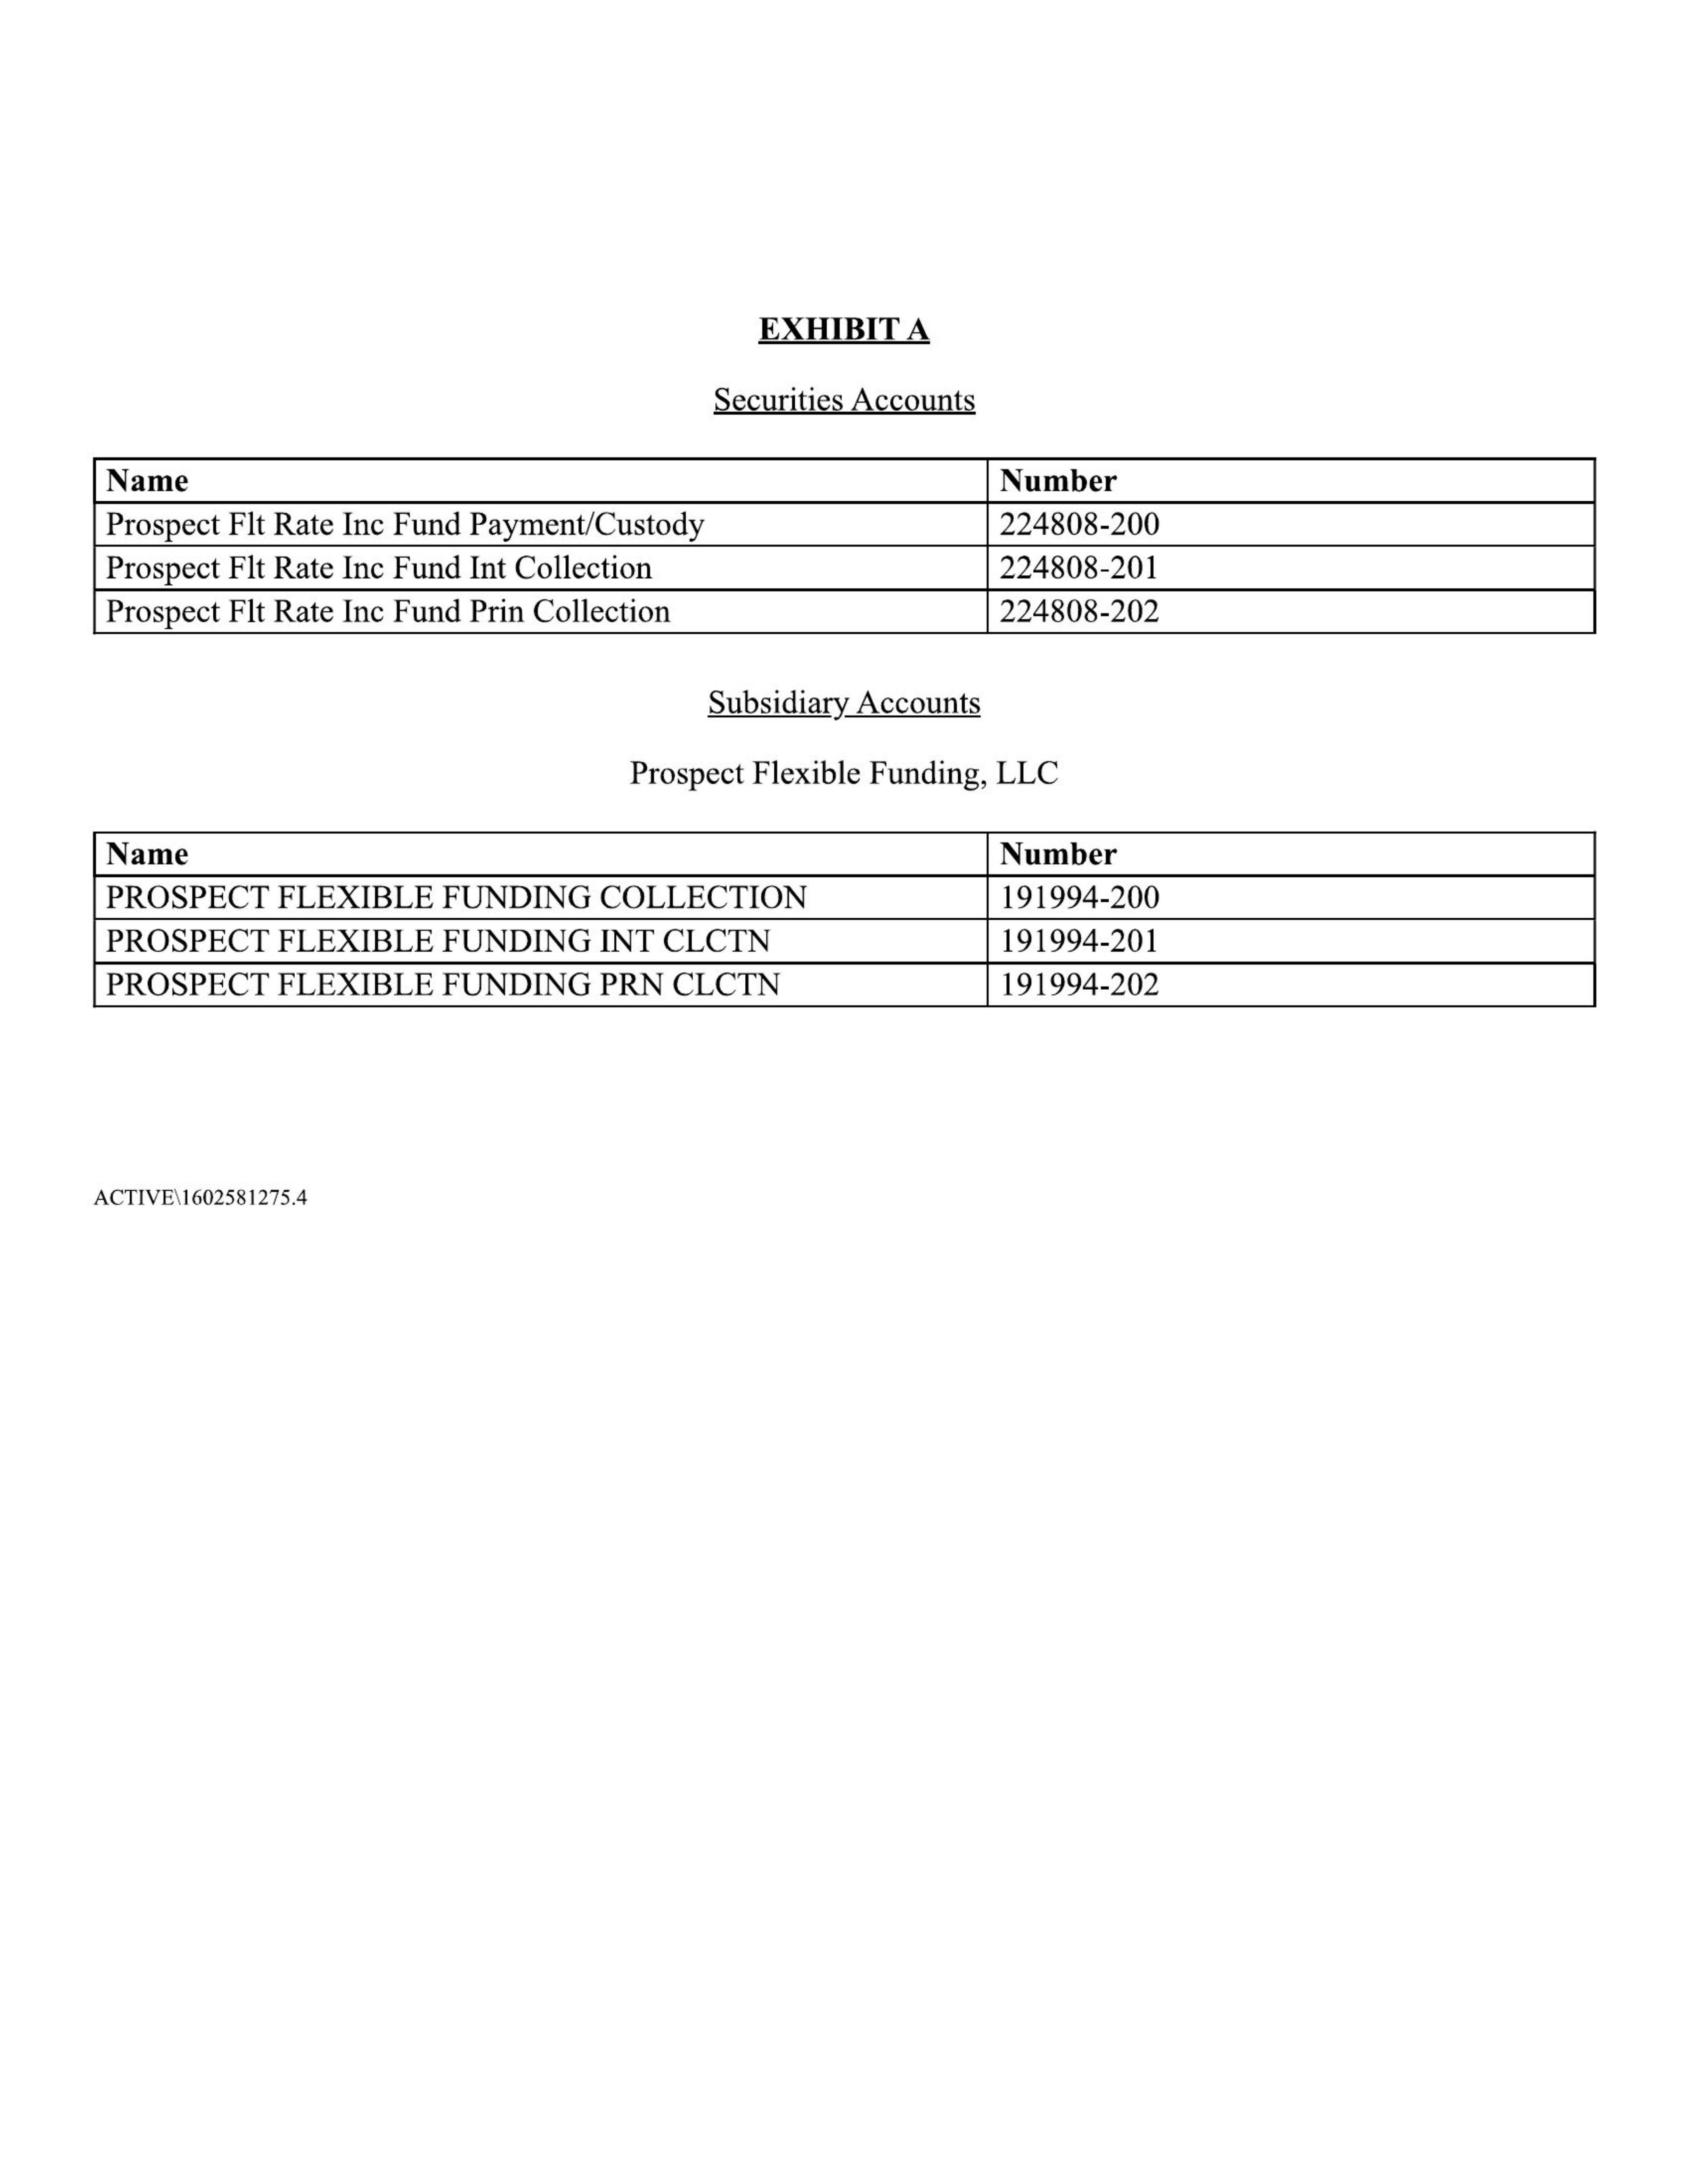 EXHIBIT A
Securities Accounts
Name Number
Prospect Flt Rate Inc Fund Payment/Custody 224808-200
Prospect Flt Rate Inc Fund Int Collection 224808-201
Prospect Flt Rate Inc Fund Prin Collection 224808-202
Subsidiary Accounts
Prospect Flexible Funding, LLC
Name Number
PROSPECT FLEXIBLE FUNDING COLLECTION 191994-200
PROSPECT FLEXIBLE FUNDING INT CLCTN 191994-201
PROSPECT FLEXIBLE FUNDING PRN CLCTN 191994-202
ACTIVE\1602581275.4